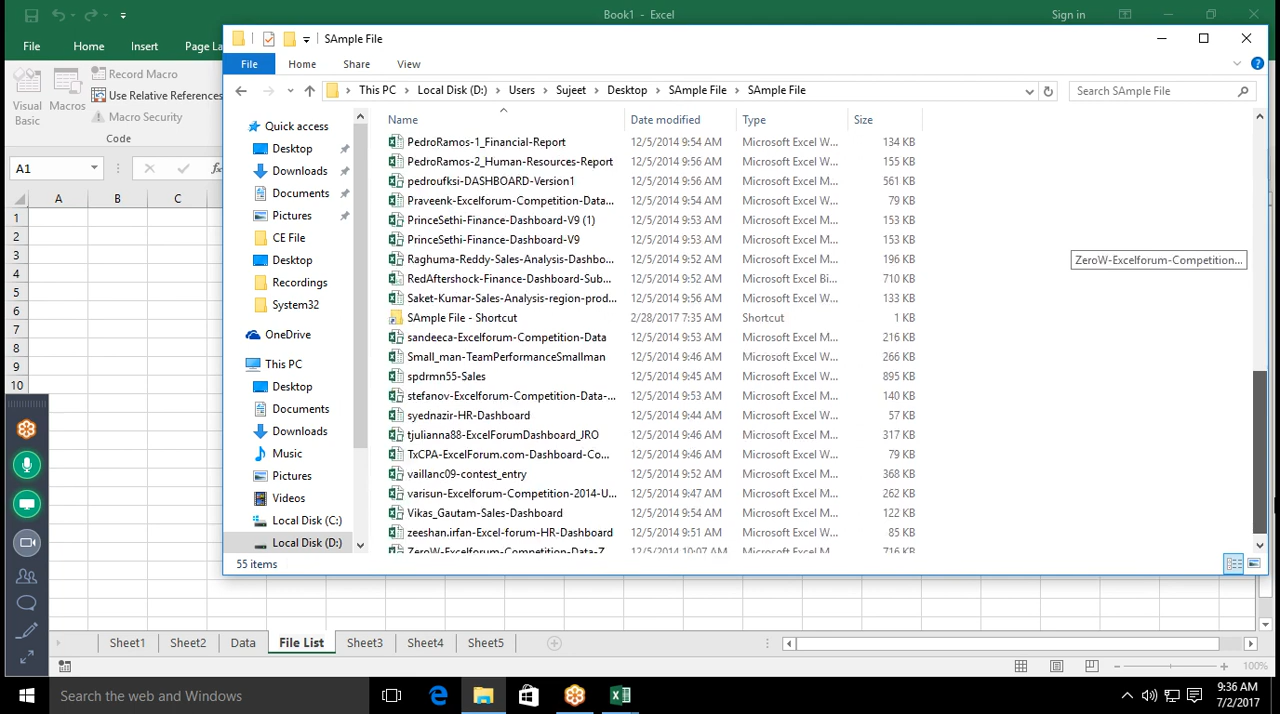 Book1 - Excel
Sign in
File
Home
Insert
Page La
Visual
Basic
Macros
Record Macro
Use Relative References
Macro Security
Code
A1
A
B
C
1
2
3
4
5
6
7
8
9
10
SAmple File
File
Home
Share
View
This PC
Local Disk (D:)
Users
Sujeet
Desktop
SAmple File
SAmple File
Search SAmple File
Quick access
Desktop
Downloads
Documents
Pictures
CE File
Desktop
Recordings
System32
OneDrive
This PC
Desktop
Documents
Downloads
Music
Pictures
Videos
Local Disk (C:)
Local Disk (D:)
Name Date modified Type Size
PedroRamos-1_Financial-Report 12/5/2014 9:54 AM Microsoft Excel W... 134 KB
PedroRamos-2_Human-Resources-Report 12/5/2014 9:56 AM Microsoft Excel W... 155 KB
pedroufksi-DASHBOARD-Version1 12/5/2014 9:56 AM Microsoft Excel M... 561 KB
Praveenk-Excelforum-Competition-Data... 12/5/2014 9:56 AM Microsoft Excel W... 79 KB
PrinceSethi-Finance-Dashboard-V9 (1) 12/5/2014 9:53 AM Microsoft Excel W... 153 KB
PrinceSethi-Finance-Dashboard-V9 12/5/2014 9:53 AM Microsoft Excel W... 153 KB
Raghuma-Reddy-Sales-Analysis-Dashbo... 12/5/2014 9:52 AM Microsoft Excel M... 196 KB
RedAftershock-Finance-Dashboard-Sub... 12/5/2014 9:52 AM Microsoft Excel Bi... 710 KB
Saket-Kumar-Sales-Analysis-region-prod... 12/5/2014 9:56 AM Microsoft Excel W... 133 KB
SAmple File - Shortcut 2/28/2017 7:35 AM Shortcut 1 KB
sandeeca-Excelforum-Competition-Data 12/5/2014 9:53 AM Microsoft Excel M... 216 KB
Small_man-TeamPerformanceSmallman 12/5/2014 9:46 AM Microsoft Excel M... 266 KB
spdrmn55-Sales 12/5/2014 9:45 AM Microsoft Excel M... 895 KB
stefanov-Excelforum-Competition-Data-... 12/5/2014 9:53 AM Microsoft Excel M... 140 KB
syednazir-HR-Dashboard 12/5/2014 9:44 AM Microsoft Excel W... 57 KB
tjulianna88-ExcelForumDashboard_JRO 12/5/2014 9:46 AM Microsoft Excel M... 317 KB
TxCPA-ExcelForum.com-Dashboard-Co... 12/5/2014 9:46 AM Microsoft Excel W... 79 KB
vaillanc09-contest_entry 12/5/2014 9:52 AM Microsoft Excel M... 368 KB
varisun-Excelforum-Competition-2014-U... 12/5/2014 9:47 AM Microsoft Excel M... 262 KB
Vikas_Gautam-Sales-Dashboard 12/5/2014 9:54 AM Microsoft Excel M... 122 KB
zeeshan.irfan-Excel-forum-HR-Dashboard 12/5/2014 9:51 AM Microsoft Excel W... 85 KB
ZeroW-Excelforum-Competition-Data-Z... 12/5/2014 10:07 AM Microsoft Excel M... 716 KB
ZeroW-Excelforum-Competition...
55 items
Sheet1
Sheet2
Data
File List
Sheet3
Sheet4
Sheet5
100%
Search the web and Windows
9:36 AM
7/2/2017